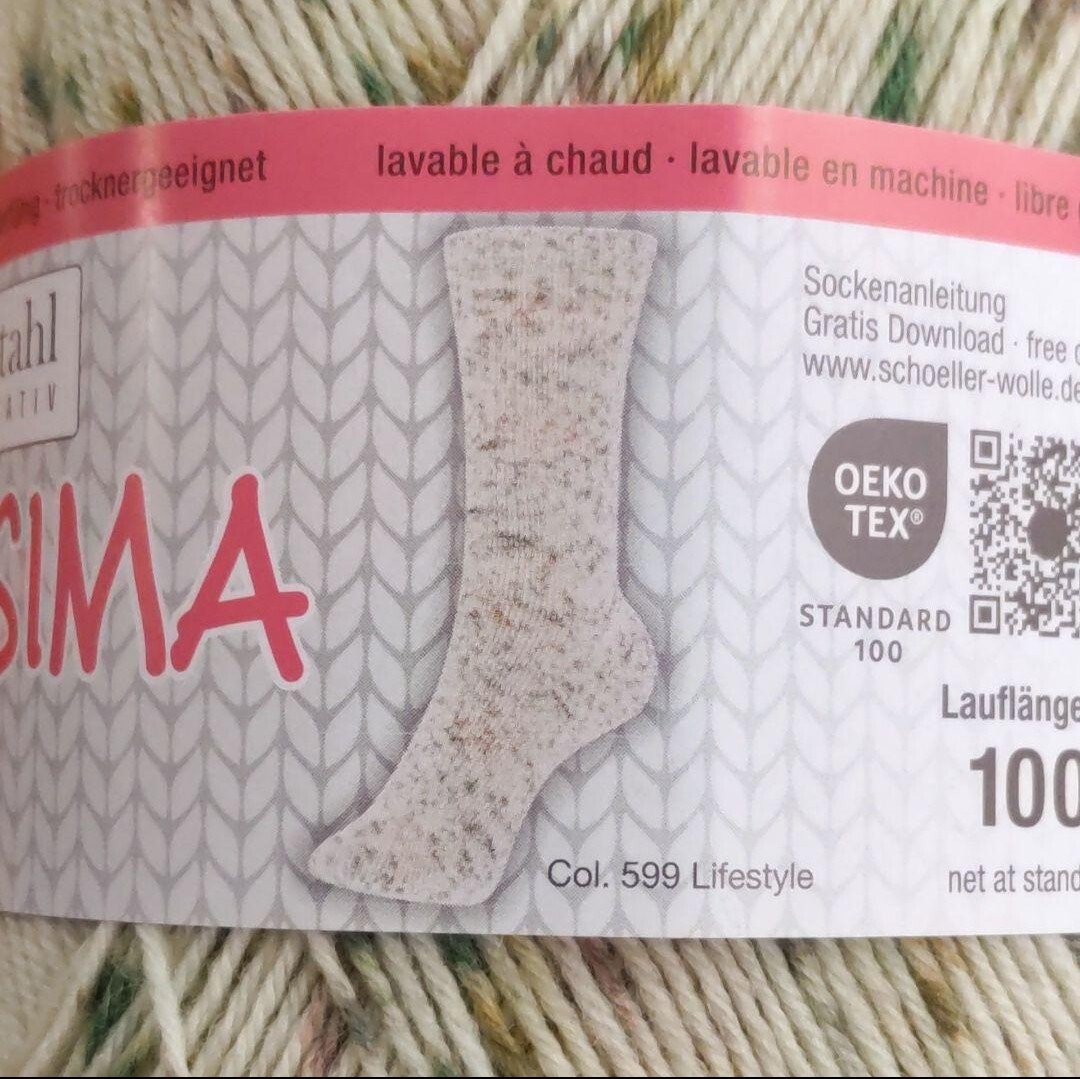 trocknergeeignet lavable à chaud · lavable en machine · libre
tahl
ATIV
SIMA
Sockenanleitung
Gratis Download · free
www.schoeller-wolle.de
OEKO
TEX®
STANDARD
100
Lauflänge
100
Col. 599 Lifestyle
net at stand